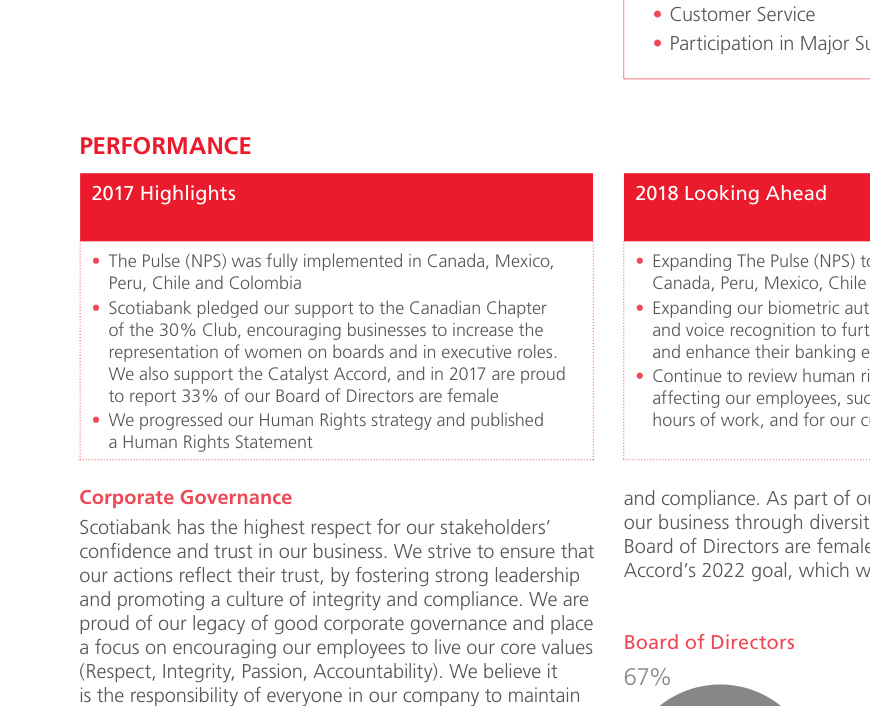 • Customer Service
• Participation in Major
PERFORMANCE
2017 Highlights
• The Pulse (NPS) was fully implemented in Canada, Mexico,
Peru, Chile and Colombia
• Scotiabank pledged our support to the Canadian Chapter
of the 30% Club, encouraging businesses to increase the
representation of women on boards and in executive roles.
We also support the Catalyst Accord, and in 2017 are proud
to report 33% of our Board of Directors are female
• We progressed our Human Rights strategy and published
a Human Rights Statement
2018 Looking Ahead
• Expanding The Pulse (NPS)
Canada, Peru, Mexico, Chile
• Expanding our biometric
and voice recognition to
and enhance their banking
• Continue to review human
affecting our employees,
hours of work, and for our
Corporate Governance
Scotiabank has the highest respect for our stakeholders’
confidence and trust in our business. We strive to ensure that
our actions reflect their trust, by fostering strong leadership
and promoting a culture of integrity and compliance. We are
proud of our legacy of good corporate governance and place
a focus on encouraging our employees to live our core values
(Respect, Integrity, Passion, Accountability). We believe it
is the responsibility of everyone in our company to maintain
and compliance. As part of
our business through
Board of Directors are female
Accord’s 2022 goal, which
Board of Directors
67%